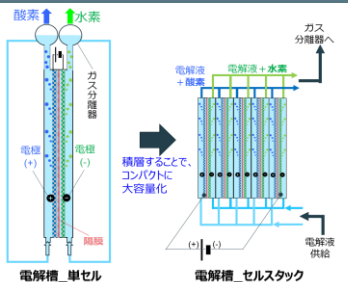 酸素 水素
ガス分離器
電極
(+)
電極
(-)
隔膜
電解槽_単セル
積層することで、
コンパクトに
大容量化
ガス
分離器へ
電解液
+酸素
電解液+水素
(+)
(-)
電解液
供給
電解槽_セルスタック